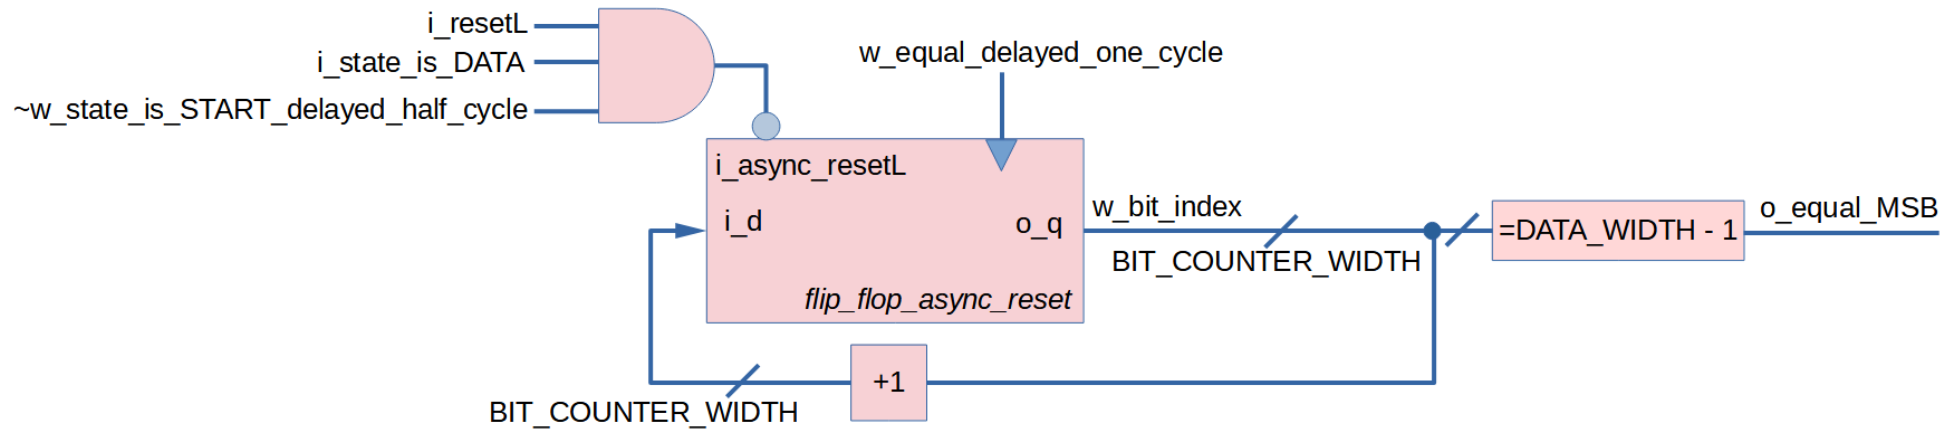 i_resetL
i_state_is_DATA
~w_state_is_START_delayed_half_cycle
w_equal_delayed_one_cycle
i_async_resetL
i_d
o_q
flip_flop_async_reset
w_bit_index
BIT_COUNTER_WIDTH
=DATA_WIDTH - 1
o_equal_MSB
+1
BIT_COUNTER_WIDTH